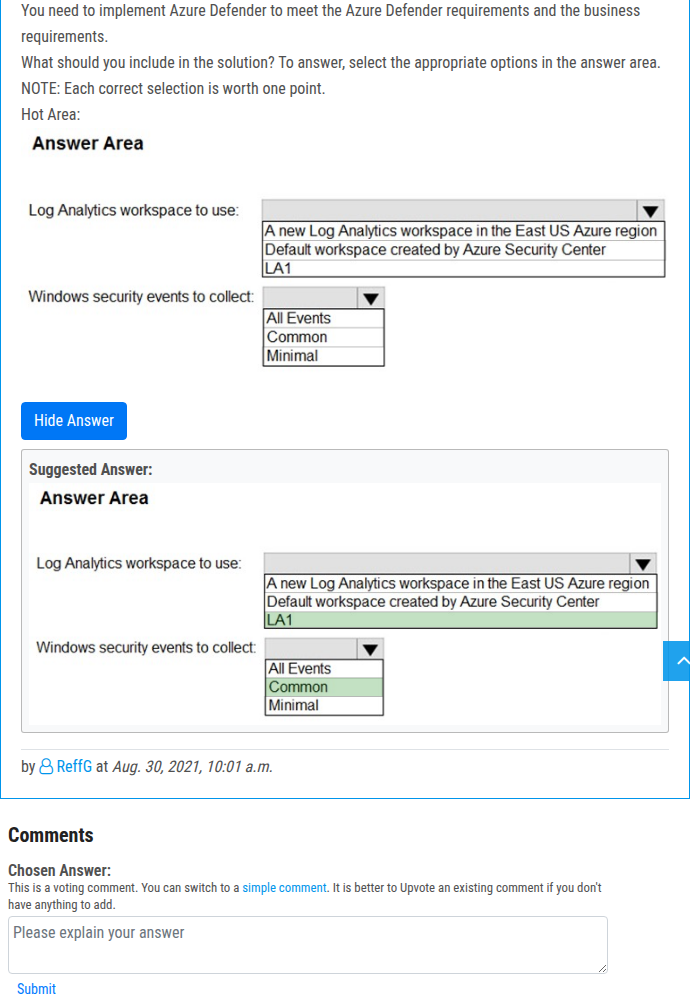 You need to implement Azure Defender to meet the Azure Defender requirements and the business
requirements.
What should you include in the solution? To answer, select the appropriate options in the answer area.
NOTE: Each correct selection is worth one point.
Hot Area:
Answer Area
Log Analytics workspace to use:
A new Log Analytics workspace in the East US Azure region
Default workspace created by Azure Security Center
LA1
Windows security events to collect:
All Events
Common
Minimal
Hide Answer
Suggested Answer:
Answer Area
Log Analytics workspace to use:
A new Log Analytics workspace in the East US Azure region
Default workspace created by Azure Security Center
LA1
Windows security events to collect:
All Events
Common
Minimal
by ReffG at Aug. 30, 2021, 10:01 a.m.
Comments
Chosen Answer:
This is a voting comment. You can switch to a simple comment. It is better to Upvote an existing comment if you don't
have anything to add.
Please explain your answer
Submit